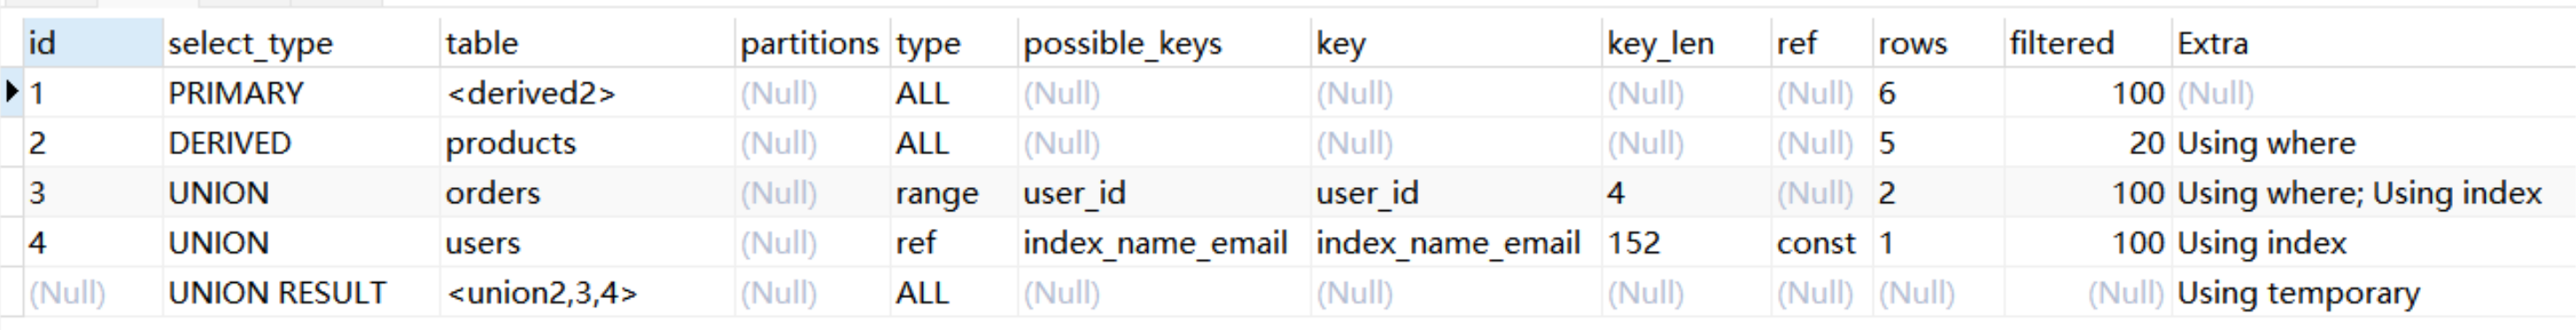 id select_type table partitions type possible_keys key key_len ref rows filtered Extra
1 PRIMARY <derived2> (Null) ALL (Null) (Null) (Null) (Null) 6 100 (Null)
2 DERIVED products (Null) ALL (Null) (Null) (Null) (Null) 5 20 Using where
3 UNION orders (Null) range user_id user_id 4 (Null) 2 100 Using where; Using index
4 UNION users (Null) ref index_name_email index_name_email 152 const 1 100 Using index
(Null) UNION RESULT <union2,3,4> (Null) ALL (Null) (Null) (Null) (Null) (Null) (Null) Using temporary